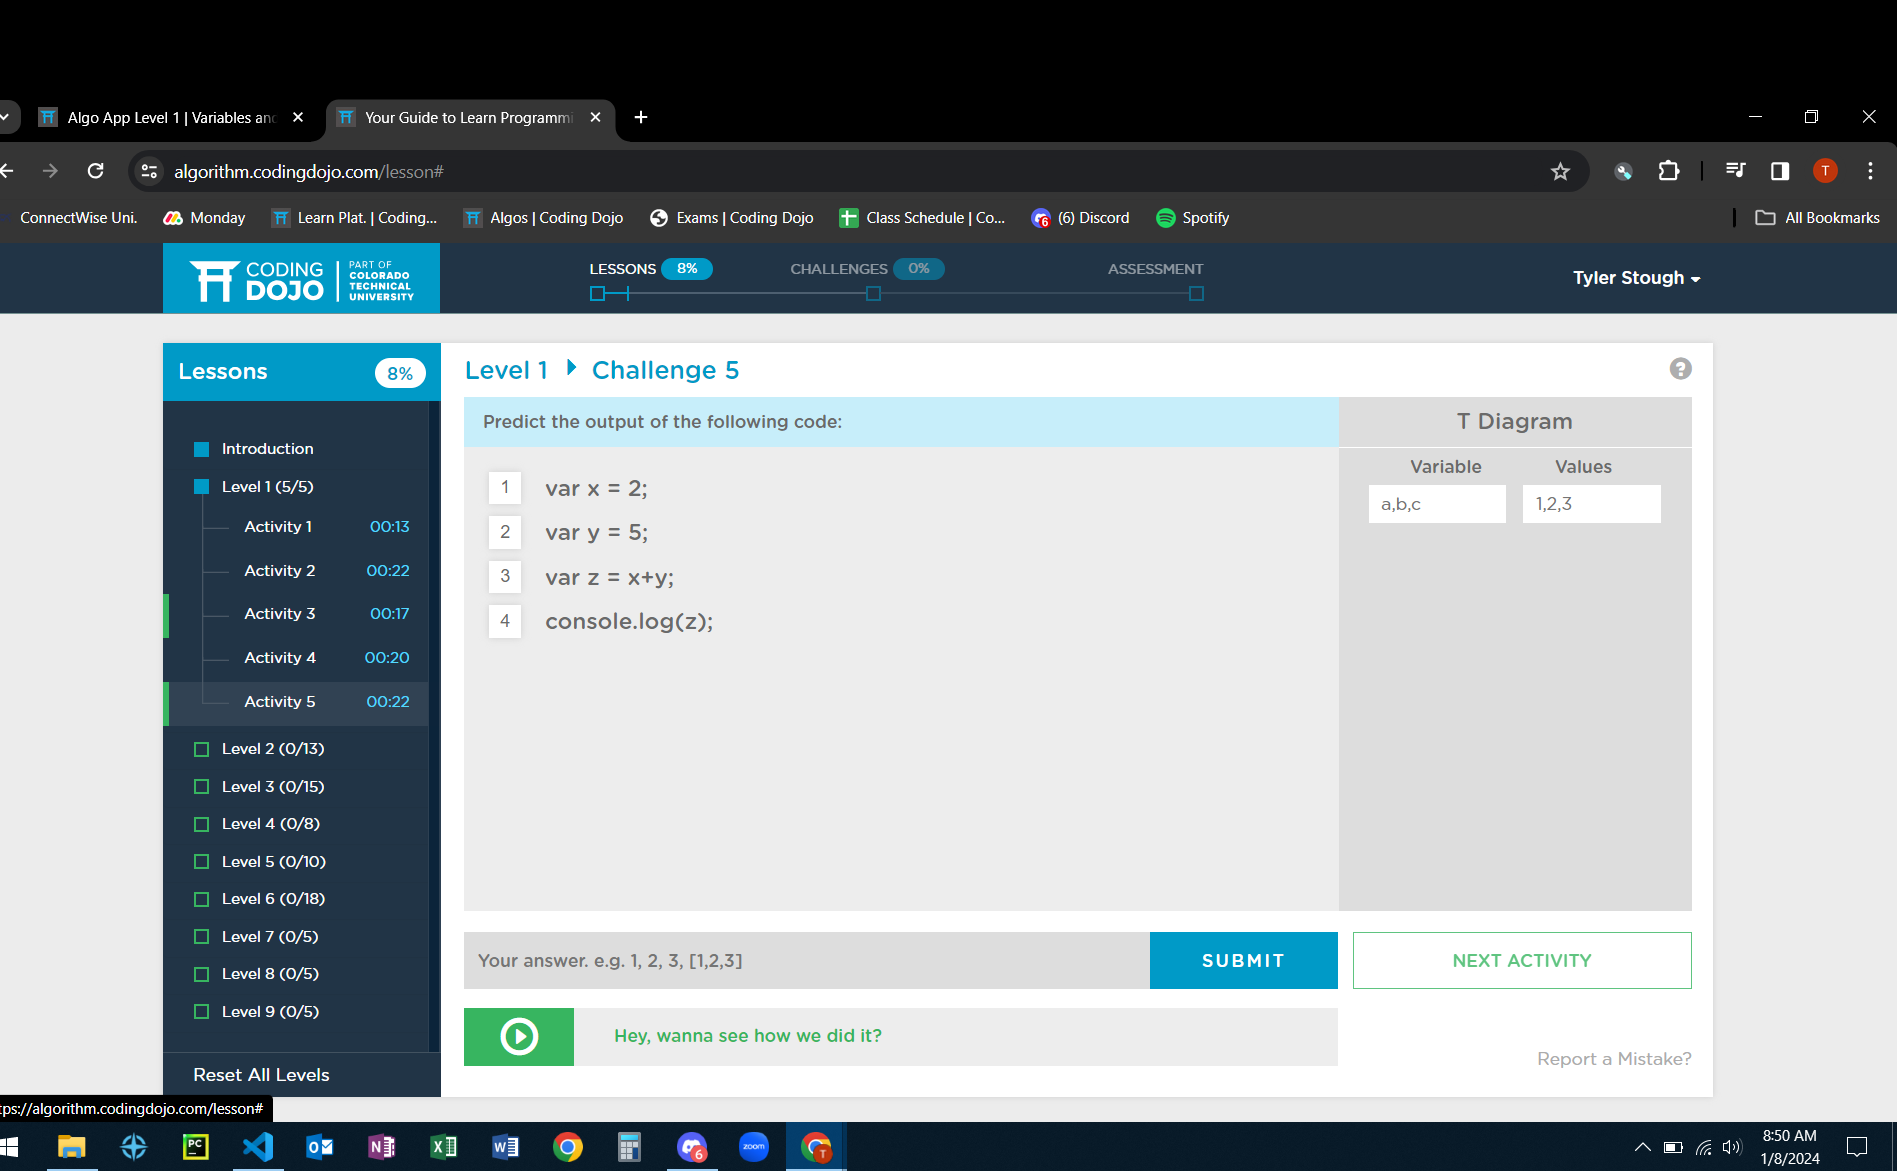 Algo App Level 1 | Variables and
Your Guide to Learn Programmi
algorithm.codingdojo.com/lesson#
T
ConnectWise Uni.
Monday
Learn Plat. | Coding...
Algos | Coding Dojo
Exams | Coding Dojo
Class Schedule | Co...
(6) Discord
Spotify
All Bookmarks
CODING DOJO
PART OF
COLORADO
TECHNICAL
UNIVERSITY
LESSONS 8%
CHALLENGES 0%
ASSESSMENT
Tyler Stough
Lessons 8%
Introduction
Level 1 (5/5)
Activity 1 00:13
Activity 2 00:22
Activity 3 00:17
Activity 4 00:20
Activity 5 00:22
Level 2 (0/13)
Level 3 (0/15)
Level 4 (0/8)
Level 5 (0/10)
Level 6 (0/18)
Level 7 (0/5)
Level 8 (0/5)
Level 9 (0/5)
Reset All Levels
Level 1 Challenge 5
?
Predict the output of the following code:
1 var x = 2;
2 var y = 5;
3 var z = x+y;
4 console.log(z);
T Diagram
Variable Values
a,b,c 1,2,3
Your answer. e.g. 1, 2, 3, [1,2,3]
SUBMIT
NEXT ACTIVITY
Hey, wanna see how we did it?
Report a Mistake?
tps://algorithm.codingdojo.com/lesson#
PC
6
zoom
T
8:50 AM
1/8/2024